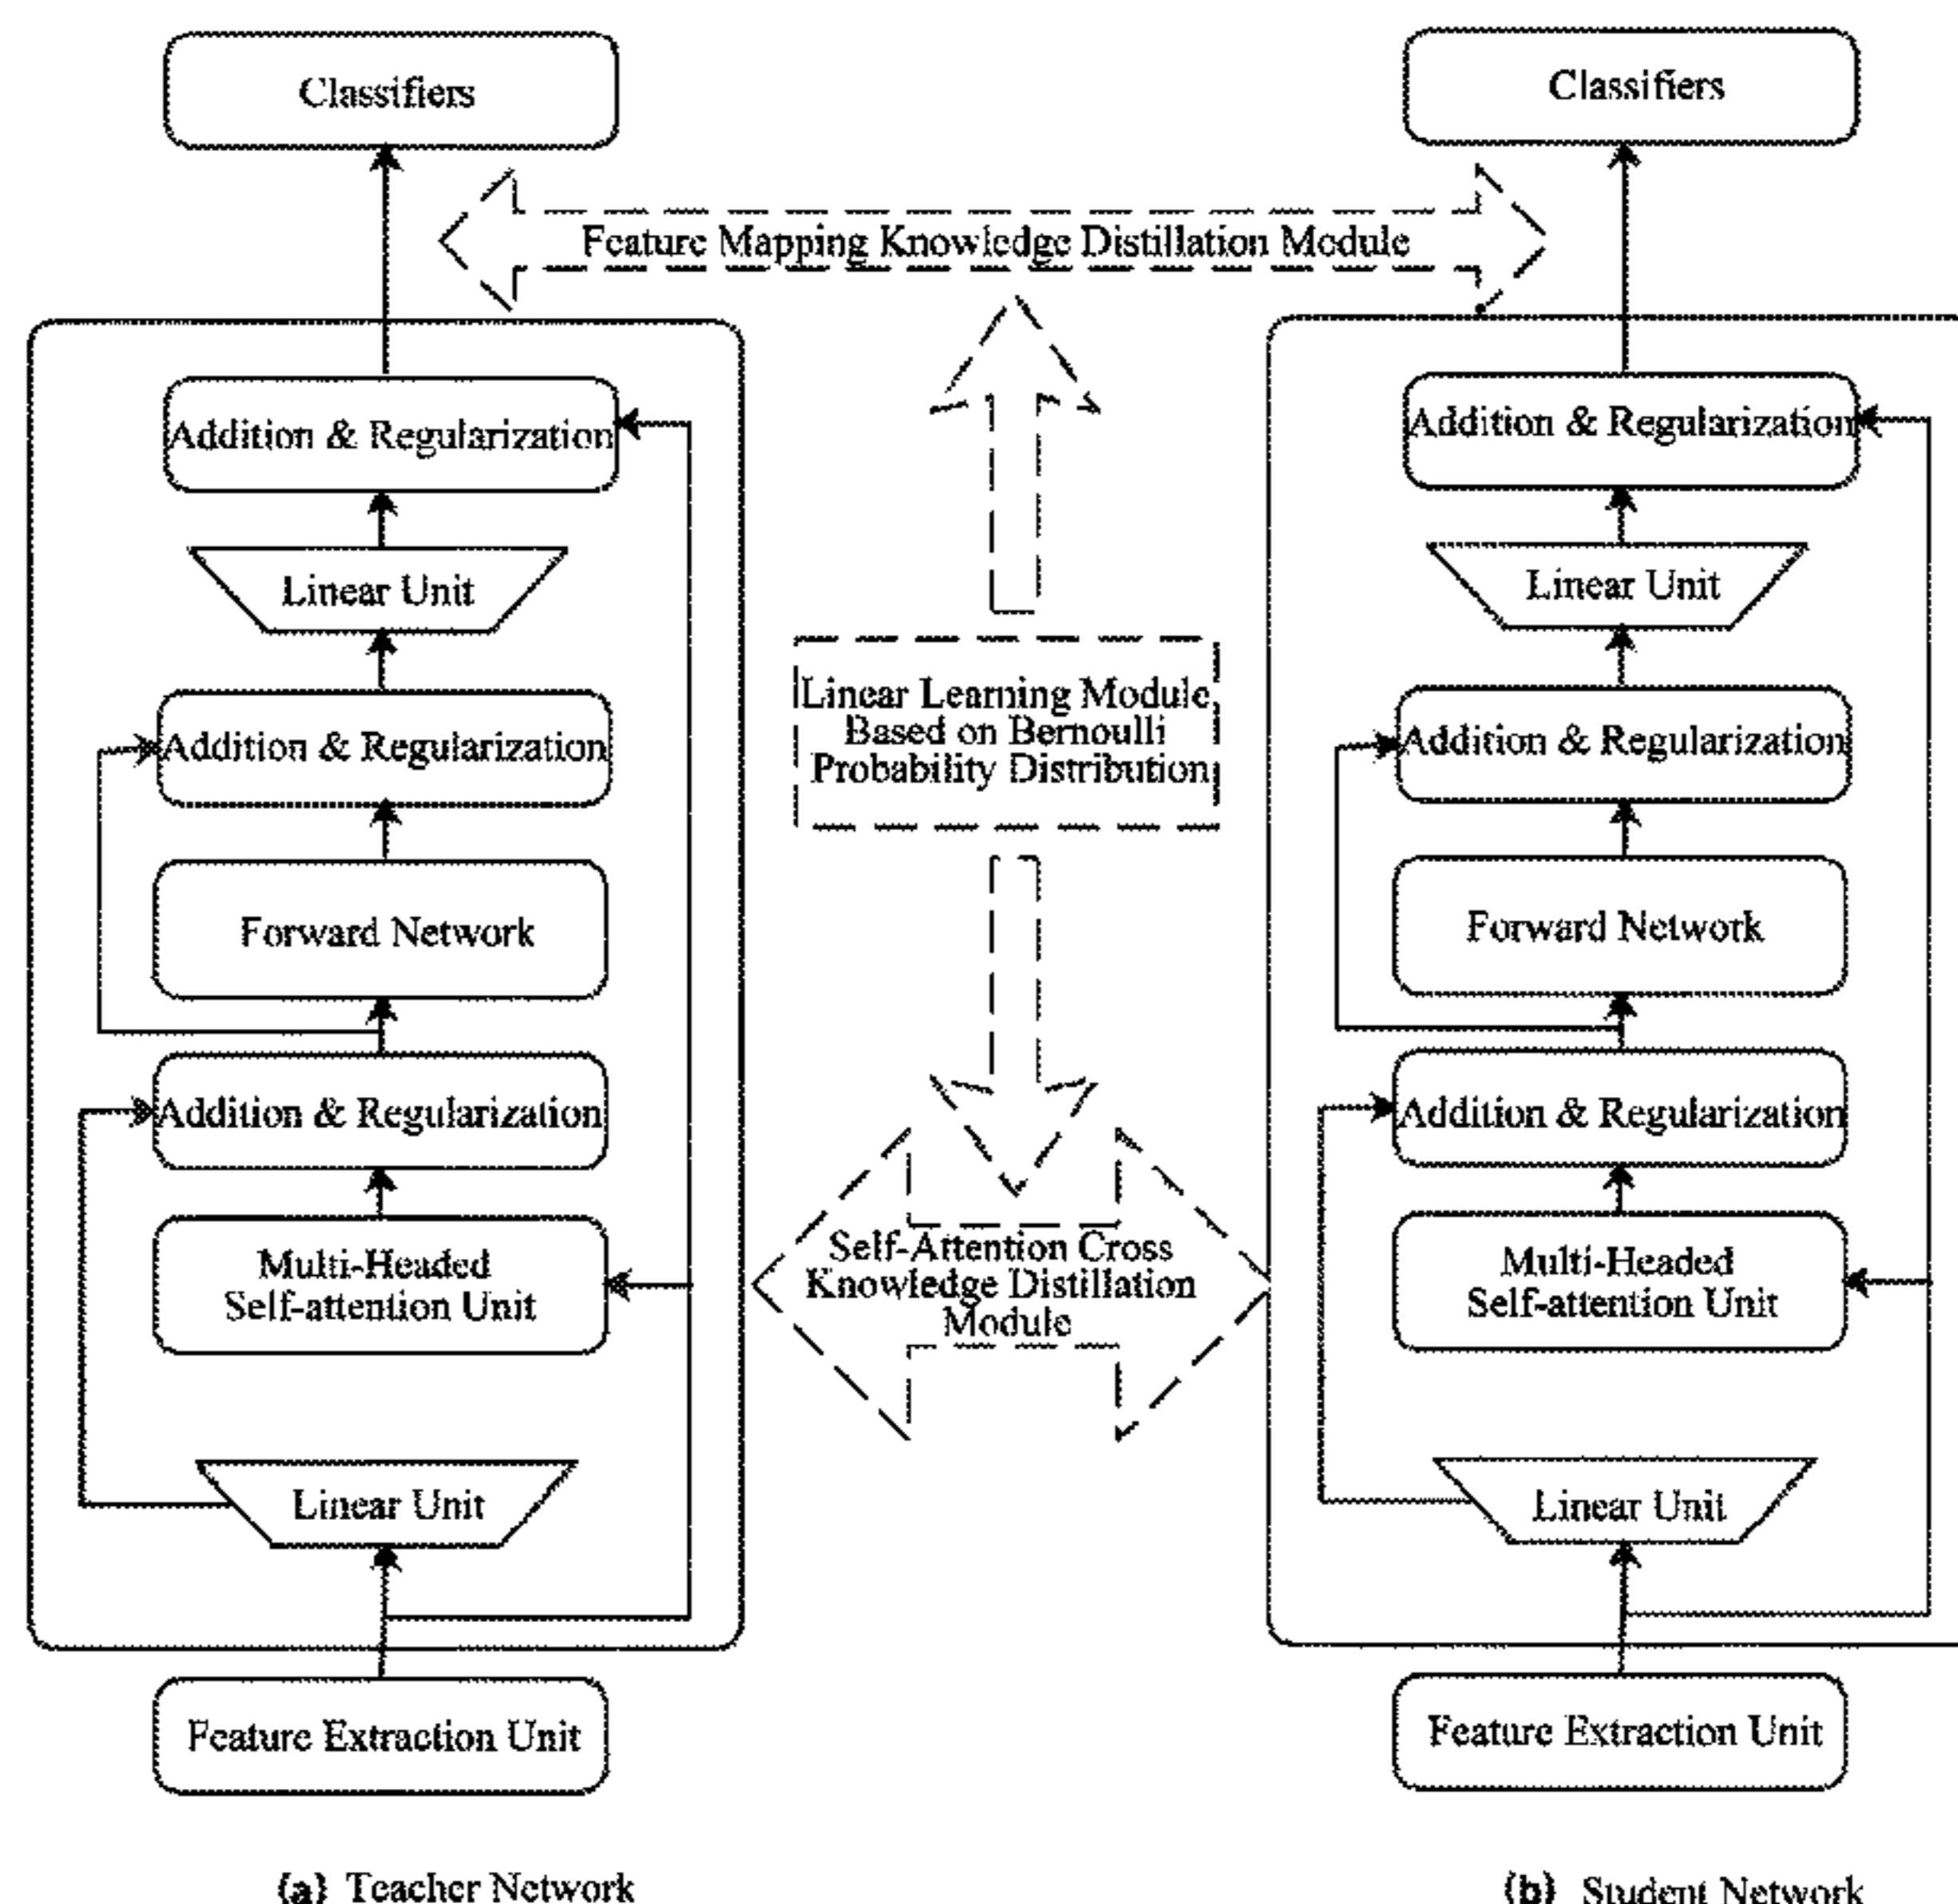 Classifiers
Feature Mapping Knowledge Distillation Module
Classifiers
Addition & Regularization
Linear Unit
Addition & Regularization
Forward Network
Addition & Regularization
Multi-Headed
Self-attention Unit
Linear Unit
Feature Extraction Unit
(a) Teacher Network
Linear Learning Module
Based on Bernoulli
Probability Distribution
Self-Attention Cross
Knowledge Distillation
Module
Addition & Regularization
Linear Unit
Addition & Regularization
Forward Network
Addition & Regularization
Multi-Headed
Self-attention Unit
Linear Unit
Feature Extraction Unit
(b) Student Network